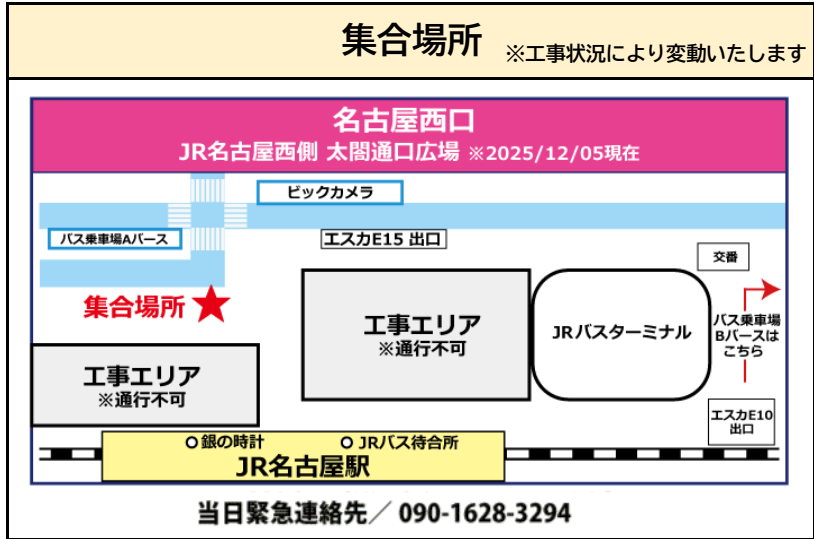 集合場所 ※工事状況により変動いたします
名古屋西口
JR名古屋西側 太閤通口広場 ※2025/12/05現在
ビックカメラ
バス乗車場Aバース
エスカE15 出口
交番
集合場所
工事エリア
※通行不可
JRバスターミナル
バス乗車場
Bバースは
こちら
工事エリア
※通行不可
エスカE10
出口
銀の時計
JRバス待合所
JR名古屋駅
当日緊急連絡先／ 090-1628-3294